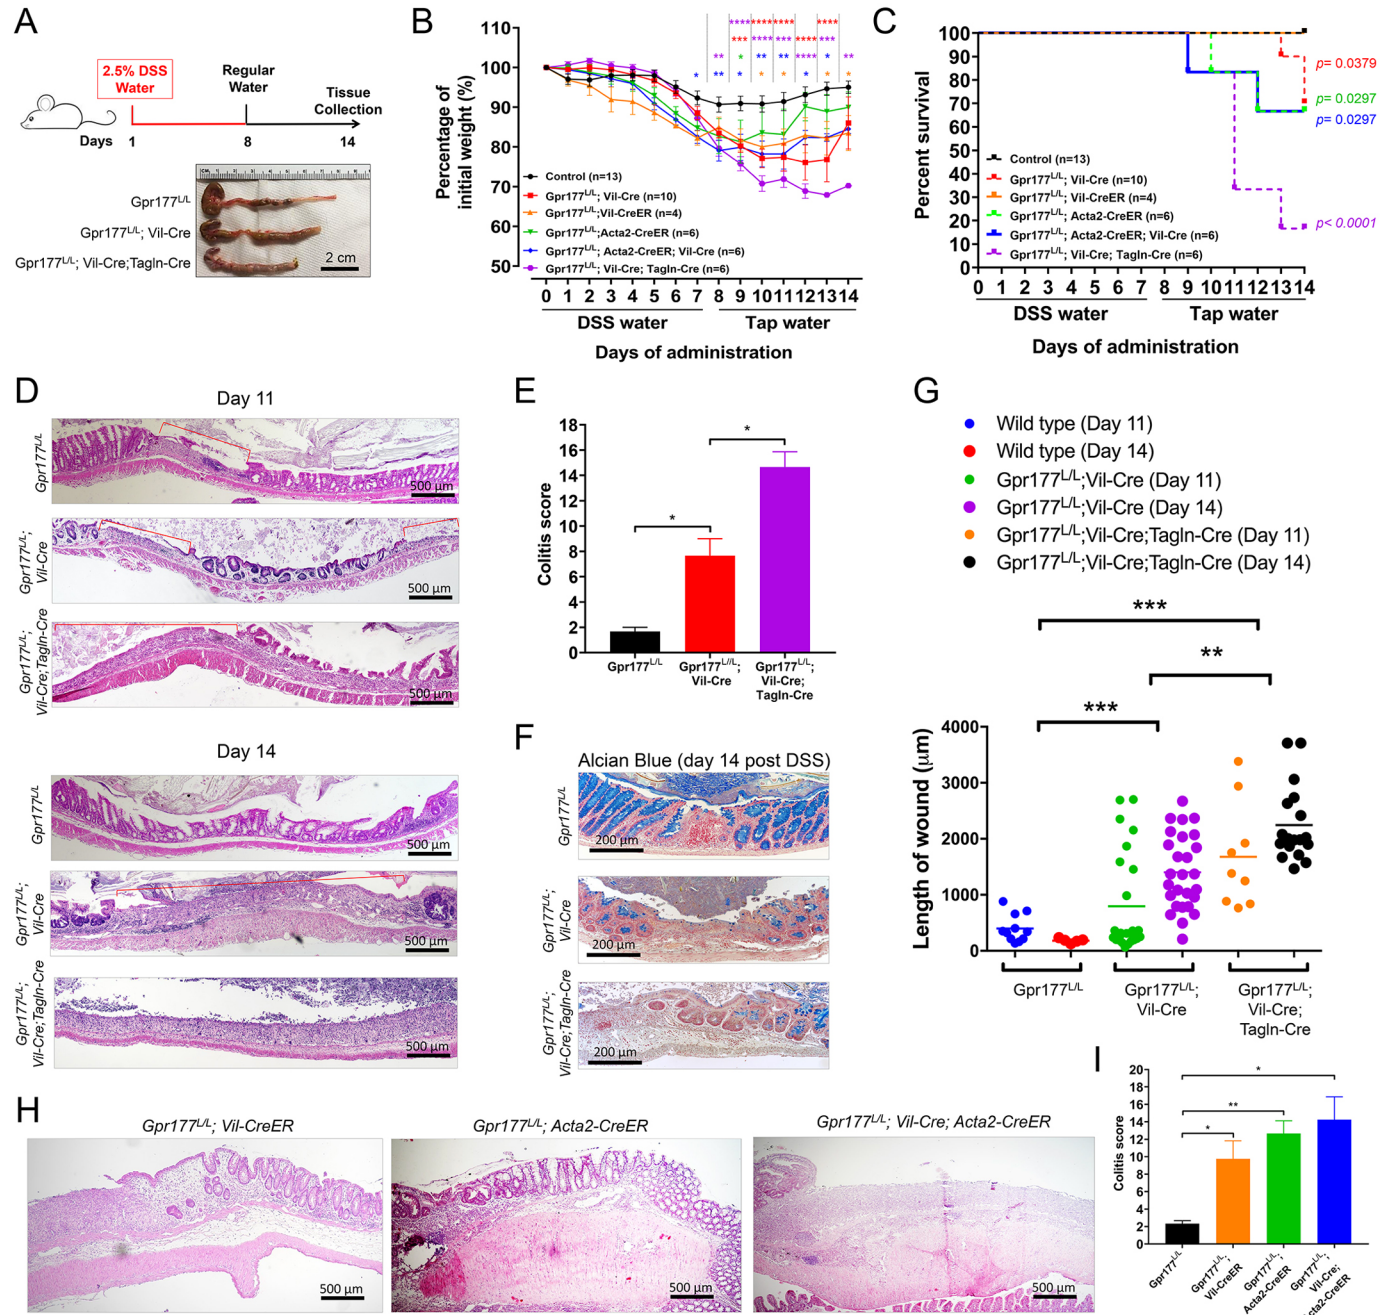 A
2.5% DSS
Water
Regular
Water
Tissue
Collection
Days
1
8
14
Gpr177L/L
Gpr177L/L; Vil-Cre
Gpr177L/L; Vil-Cre;Tagln-Cre
2 cm
B
Percentage of
initial weight (%)
110
100
90
80
70
60
50
**** **** **** ****
*** *** **** ****
**** *** *** ***
** ** **
* ** * ** ** **** * *
* * * * * *
Control (n=13)
Gpr177L/L; Vil-Cre (n=10)
Gpr177L/L;Vil-CreER (n=4)
Gpr177L/L;Acta2-CreER (n=6)
Gpr177L/L; Acta2-CreER; Vil-Cre (n=6)
Gpr177L/L; Vil-Cre; Tagln-Cre (n=6)
0 1 2 3 4 5 6 7 8 9 10 11 12 13 14
DSS water
Tap water
Days of administration
C
Percent survival
100
90
80
70
60
50
40
30
20
10
0
p= 0.0379
p= 0.0297
p= 0.0297
p< 0.0001
Control (n=13)
Gpr177L/L; Vil-Cre (n=10)
Gpr177L/L; Vil-CreER (n=4)
Gpr177L/L; Acta2-CreER (n=6)
Gpr177L/L; Acta2-CreER; Vil-Cre (n=6)
Gpr177L/L; Vil-Cre; Tagln-Cre (n=6)
0 1 2 3 4 5 6 7 8 9 10 11 12 13 14
DSS water
Tap water
Days of administration
D
Day 11
Gpr177L/L
500 µm
Gpr177L/L;
Vil-Cre
500 µm
Gpr177L/L;
Vil-Cre;Tagln-Cre
500 µm
Day 14
Gpr177L/L
500 µm
Gpr177L/L;
Vil-Cre
500 µm
Gpr177L/L;
Vil-Cre;Tagln-Cre
500 µm
E
Colitis score
18
16
14
12
10
8
6
4
2
0
*
*
Gpr177L/L
Gpr177L//L;
Vil-Cre
Gpr177L/L;
Vil-Cre;
Tagln-Cre
F
Alcian Blue (day 14 post DSS)
Gpr177L/L
200 µm
Gpr177L/L;
Vil-Cre
200 µm
Gpr177L/L;
Vil-Cre;Tagln-Cre
200 µm
G
Wild type (Day 11)
Wild type (Day 14)
Gpr177L/L;Vil-Cre (Day 11)
Gpr177L/L;Vil-Cre (Day 14)
Gpr177L/L;Vil-Cre;Tagln-Cre (Day 11)
Gpr177L/L;Vil-Cre;Tagln-Cre (Day 14)
***
**
***
Length of wound (µm)
4000
3000
2000
1000
0
Gpr177L/L
Gpr177L/L;
Vil-Cre
Gpr177L/L;
Vil-Cre;
Tagln-Cre
H
Gpr177L/L; Vil-CreER
500 µm
Gpr177L/L; Acta2-CreER
500 µm
Gpr177L/L; Vil-Cre; Acta2-CreER
500 µm
I
Colitis score
20
18
16
14
12
10
8
6
4
2
0
*
**
*
Gpr177L/L
Gpr177L/L;
Vil-CreER
Gpr177L/L;
Acta2-CreER
Gpr177L/L;
Vil-Cre;
Acta2-CreER